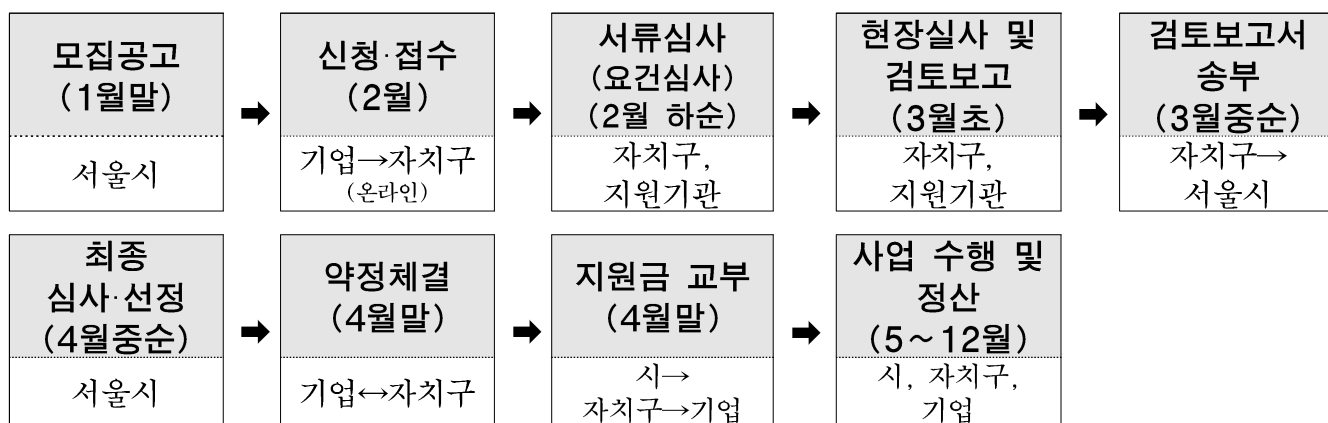 모집공고
(1월말)
서울시
➡
신청·접수
(2월)
기업→자치구
(온라인)
➡
서류심사
(요건심사)
(2월 하순)
자치구,
지원기관
➡
현장실사 및
검토보고
(3월초)
자치구,
지원기관
➡
검토보고서
송부
(3월중순)
자치구→
서울시
최종
심사·선정
(4월중순)
서울시
➡
약정체결
(4월말)
기업↔자치구
➡
지원금 교부
(4월말)
시→
자치구→기업
➡
사업 수행 및
정산
(5～12월)
시, 자치구,
기업